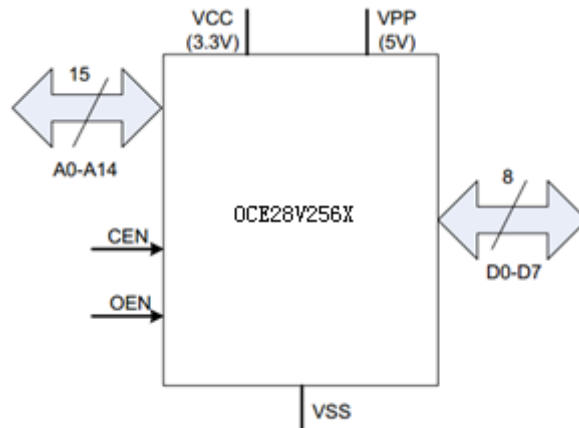 VCC
(3.3V)
VPP
(5V)
15
A0-A14
OCE28V256X
8
D0-D7
CEN
OEN
VSS